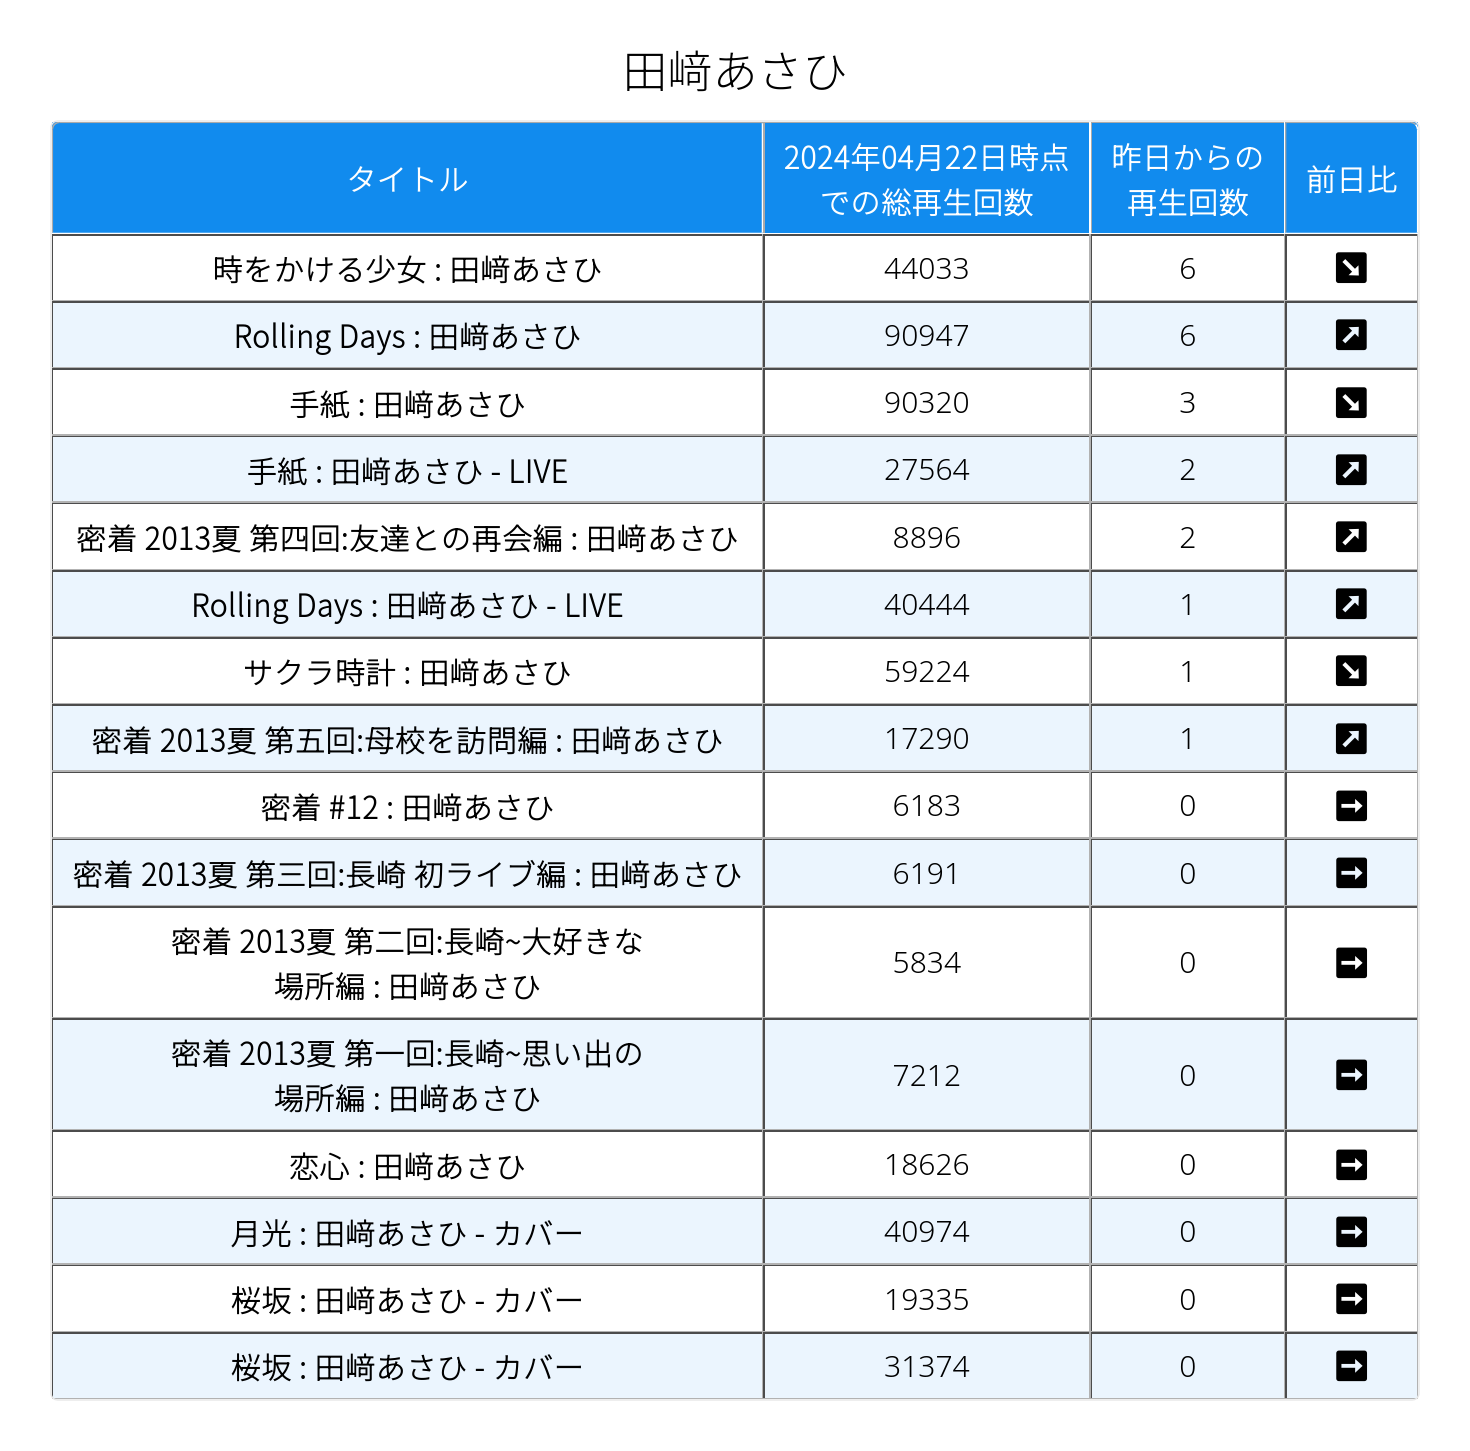 田﨑あさひ
タイトル
2024年04月22日時点
での総再生回数
昨日からの
再生回数
前日比
時をかける少女 : 田﨑あさひ 44033 6 ↘
Rolling Days : 田﨑あさひ 90947 6 ↗
手紙 : 田﨑あさひ 90320 3 ↘
手紙 : 田﨑あさひ - LIVE 27564 2 ↗
密着 2013夏 第四回:友達との再会編 : 田﨑あさひ 8896 2 ↗
Rolling Days : 田﨑あさひ - LIVE 40444 1 ↗
サクラ時計 : 田﨑あさひ 59224 1 ↘
密着 2013夏 第五回:母校を訪問編 : 田﨑あさひ 17290 1 ↗
密着 #12 : 田﨑あさひ 6183 0 →
密着 2013夏 第三回:長崎 初ライブ編 : 田﨑あさひ 6191 0 →
密着 2013夏 第二回:長崎~大好きな
場所編 : 田﨑あさひ 5834 0 →
密着 2013夏 第一回:長崎~思い出の
場所編 : 田﨑あさひ 7212 0 →
恋心 : 田﨑あさひ 18626 0 →
月光 : 田﨑あさひ - カバー 40974 0 →
桜坂 : 田﨑あさひ - カバー 19335 0 →
桜坂 : 田﨑あさひ - カバー 31374 0 →